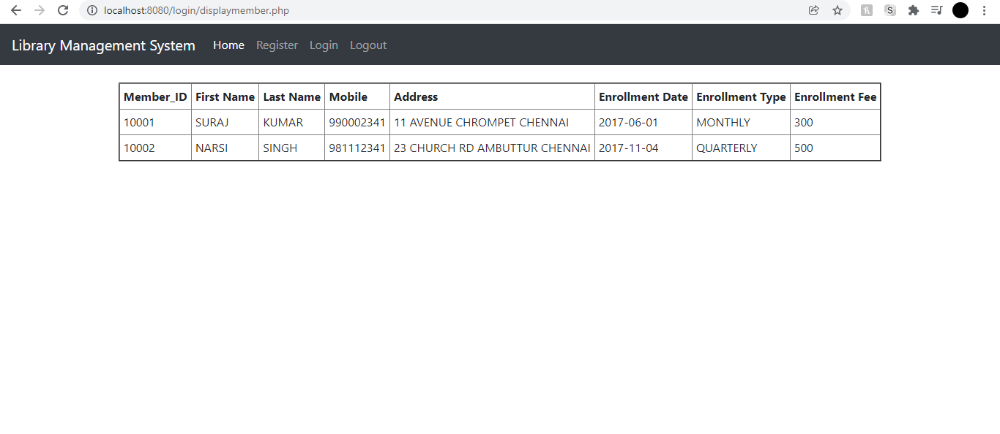 localhost:8080/login/displaymember.php
S
Library Management System Home Register Login Logout
Member_ID First Name Last Name Mobile Address Enrollment Date Enrollment Type Enrollment Fee
10001 SURAJ KUMAR 990002341 11 AVENUE CHROMPET CHENNAI 2017-06-01 MONTHLY 300
10002 NARSI SINGH 981112341 23 CHURCH RD AMBUTTUR CHENNAI 2017-11-04 QUARTERLY 500